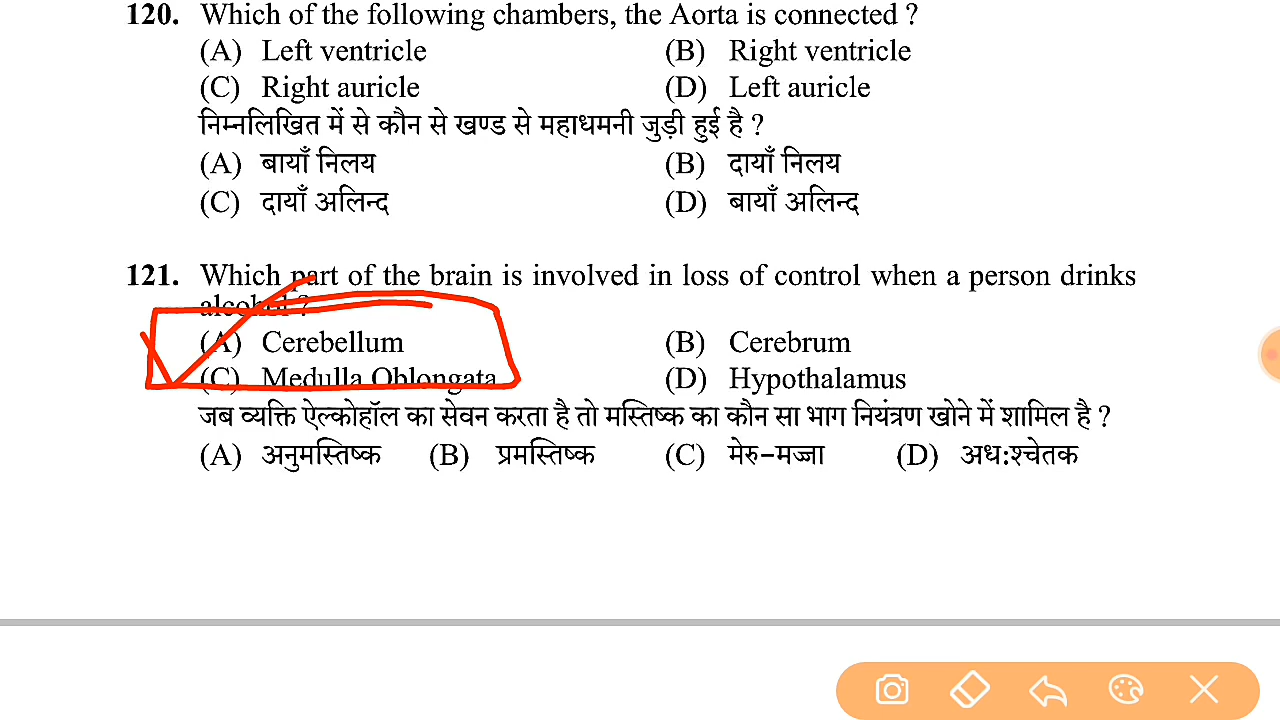 120. Which of the following chambers, the Aorta is connected ?
(A) Left ventricle (B) Right ventricle
(C) Right auricle (D) Left auricle
निम्नलिखित में से कौन से खण्ड से महाधमनी जुड़ी हुई है ?
(A) बायाँ निलय (B) दायाँ निलय
(C) दायाँ अलिन्द (D) बायाँ अलिन्द
121. Which part of the brain is involved in loss of control when a person drinks
alcohol ?
(A) Cerebellum (B) Cerebrum
(C) Medulla Oblongata (D) Hypothalamus
जब व्यक्ति ऐल्कोहॉल का सेवन करता है तो मस्तिष्क का कौन सा भाग नियंत्रण खोने में शामिल है ?
(A) अनुमस्तिष्क (B) प्रमस्तिष्क (C) मेरु-मज्जा (D) अध:श्चेतक